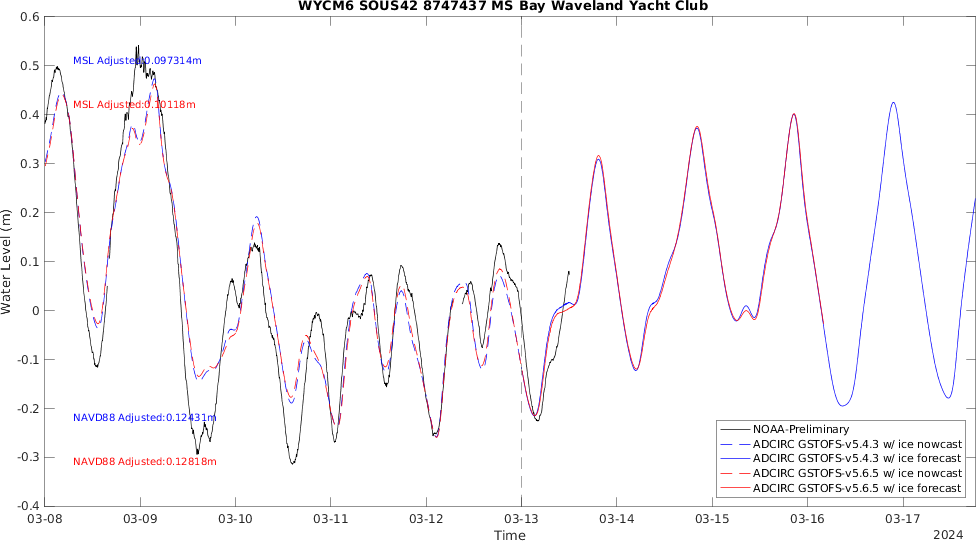 WYCM6 SOUS42 8747437 MS Bay Waveland Yacht Club
0.6
0.5
0.4
0.3
0.2
0.1
0
-0.1
-0.2
-0.3
-0.4
Water Level (m)
MSL Adjusted:0.097314m
MSL Adjusted:0.10118m
NAVD88 Adjusted:0.12431m
NAVD88 Adjusted:0.12818m
NOAA-Preliminary
ADCIRC GSTOFS-v5.4.3 w/ ice nowcast
ADCIRC GSTOFS-v5.4.3 w/ ice forecast
ADCIRC GSTOFS-v5.6.5 w/ ice nowcast
ADCIRC GSTOFS-v5.6.5 w/ ice forecast
03-08 03-09 03-10 03-11 03-12 03-13 03-14 03-15 03-16 03-17
Time
2024